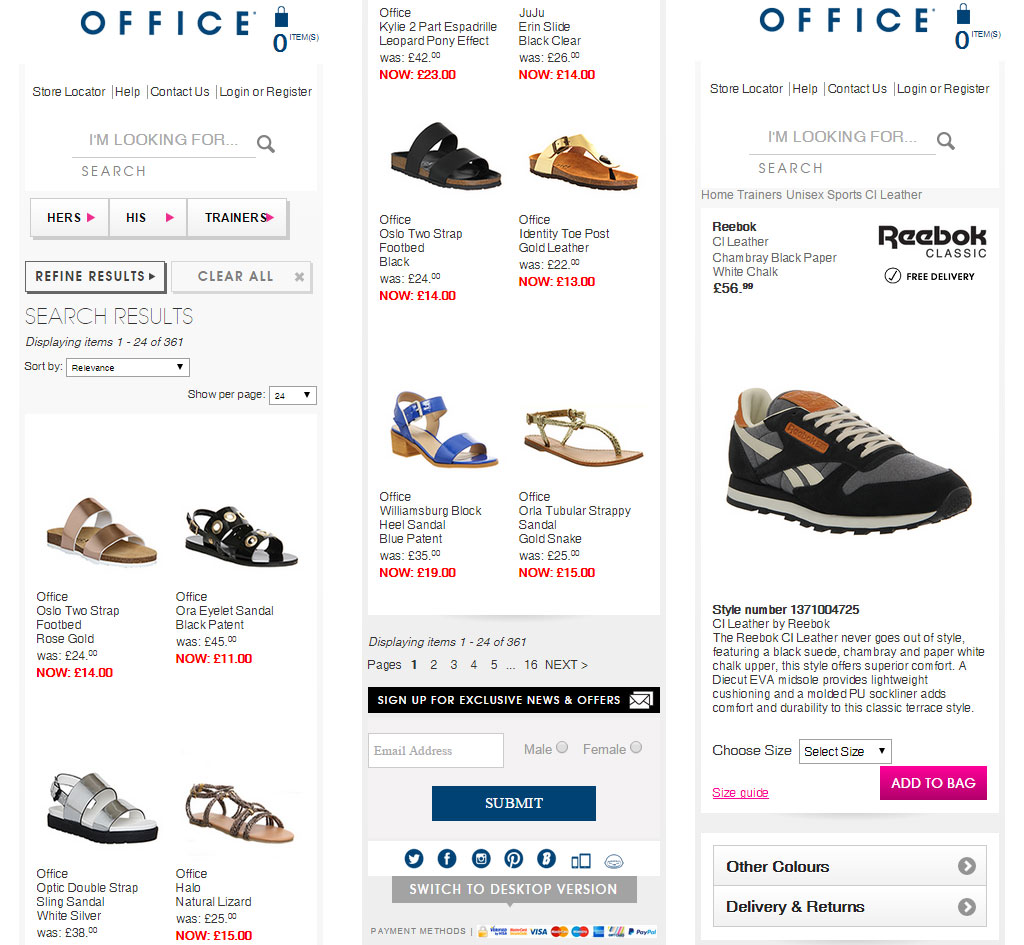 OFFICE
0 ITEM(S)
Store Locator | Help | Contact Us | Login or Register
I'M LOOKING FOR...
SEARCH
HERS
HIS
TRAINERS
REFINE RESULTS
CLEAR ALL
SEARCH RESULTS
Displaying items 1 - 24 of 361
Sort by: Relevance
Show per page: 24
Office
Oslo Two Strap
Footbed
Rose Gold
was: £24.00
NOW: £14.00
Office
Ora Eyelet Sandal
Black Patent
was: £45.00
NOW: £11.00
Office
Optic Double Strap
Sling Sandal
White Silver
was: £38.00
Office
Halo
Natural Lizard
was: £25.00
NOW: £15.00
Office
Kylie 2 Part Espadrille
Leopard Pony Effect
was: £42.00
NOW: £23.00
JuJu
Erin Slide
Black Clear
was: £26.00
NOW: £14.00
Office
Oslo Two Strap
Footbed
Black
was: £24.00
NOW: £14.00
Office
Identity Toe Post
Gold Leather
was: £22.00
NOW: £13.00
Office
Williamsburg Block
Heel Sandal
Blue Patent
was: £35.00
NOW: £19.00
Office
Orla Tubular Strappy
Sandal
Gold Snake
was: £25.00
NOW: £15.00
Displaying items 1 - 24 of 361
Pages 1 2 3 4 5 ... 16 NEXT >
SIGN UP FOR EXCLUSIVE NEWS & OFFERS
Email Address
Male
Female
SUBMIT
SWITCH TO DESKTOP VERSION
PAYMENT METHODS | VISA PayPal
OFFICE
0 ITEM(S)
Store Locator | Help | Contact Us | Login or Register
I'M LOOKING FOR...
SEARCH
Home Trainers Unisex Sports Cl Leather
Reebok
Cl Leather
Chambray Black Paper
White Chalk
£56.99
Reebok
CLASSIC
FREE DELIVERY
Style number 1371004725
Cl Leather by Reebok
The Reebok Cl Leather never goes out of style,
featuring a black suede, chambray and paper white
chalk upper, this style offers superior comfort. A
Diecut EVA midsole provides lightweight
cushioning and a molded PU sockliner adds
comfort and durability to this classic terrace style.
Choose Size Select Size
Size guide
ADD TO BAG
Other Colours
Delivery & Returns